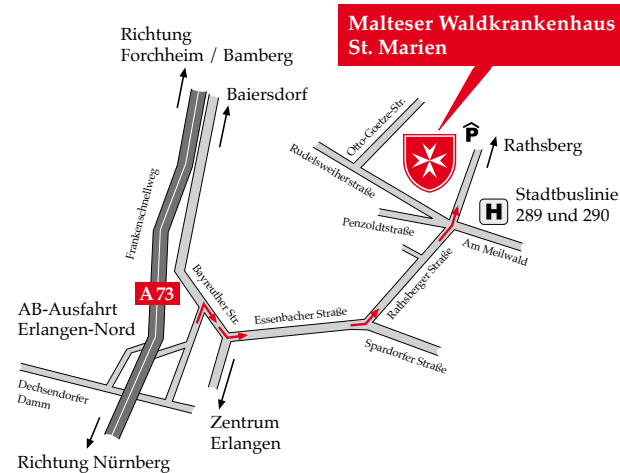 Malteser Waldkrankenhaus
St. Marien
Richtung
Forchheim / Bamberg
Baiersdorf
Otto-Goetze-Str.
P
Rathsberg
Rudelsweiherstraße
Frankenschnellweg
H
Stadtbuslinie
289 und 290
Penzoldtstraße
Am Meilwald
Bayreuther Str.
Rathsberger Straße
A 73
AB-Ausfahrt
Erlangen-Nord
Essenbacher Straße
Spardorfer Straße
Dechsendorfer
Damm
Zentrum
Erlangen
Richtung Nürnberg